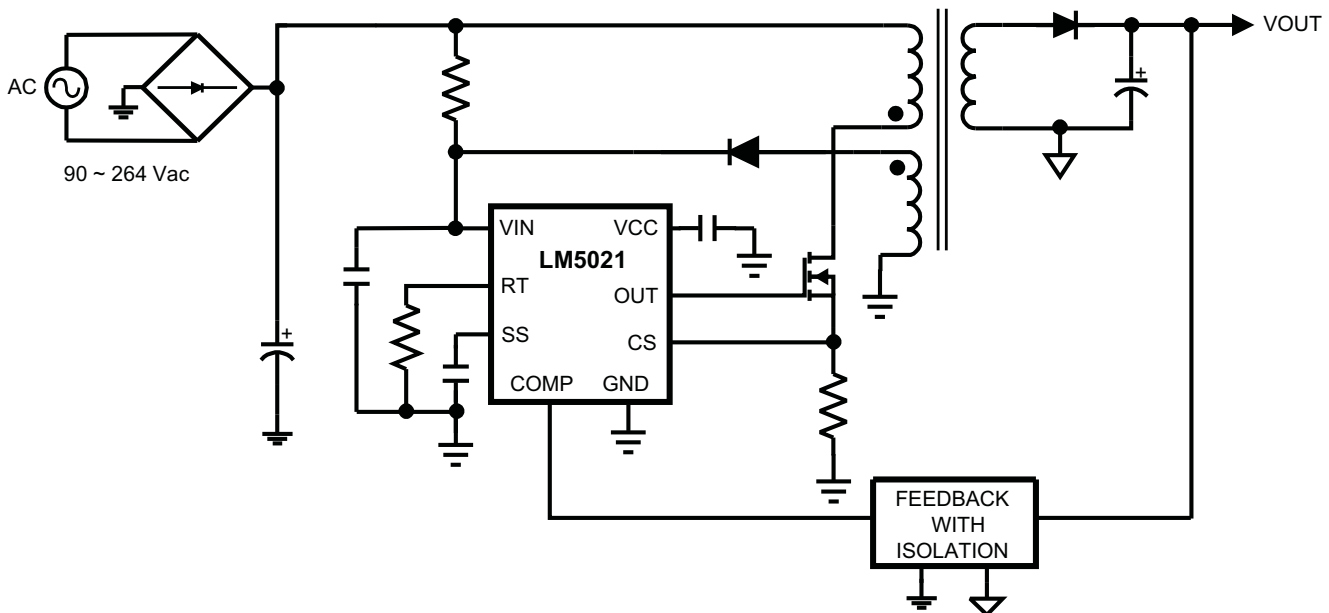 VOUT
AC
+
90 ~ 264 Vac
VIN
VCC
LM5021
RT
OUT
+
SS
CS
COMP
GND
FEEDBACK
WITH
ISOLATION